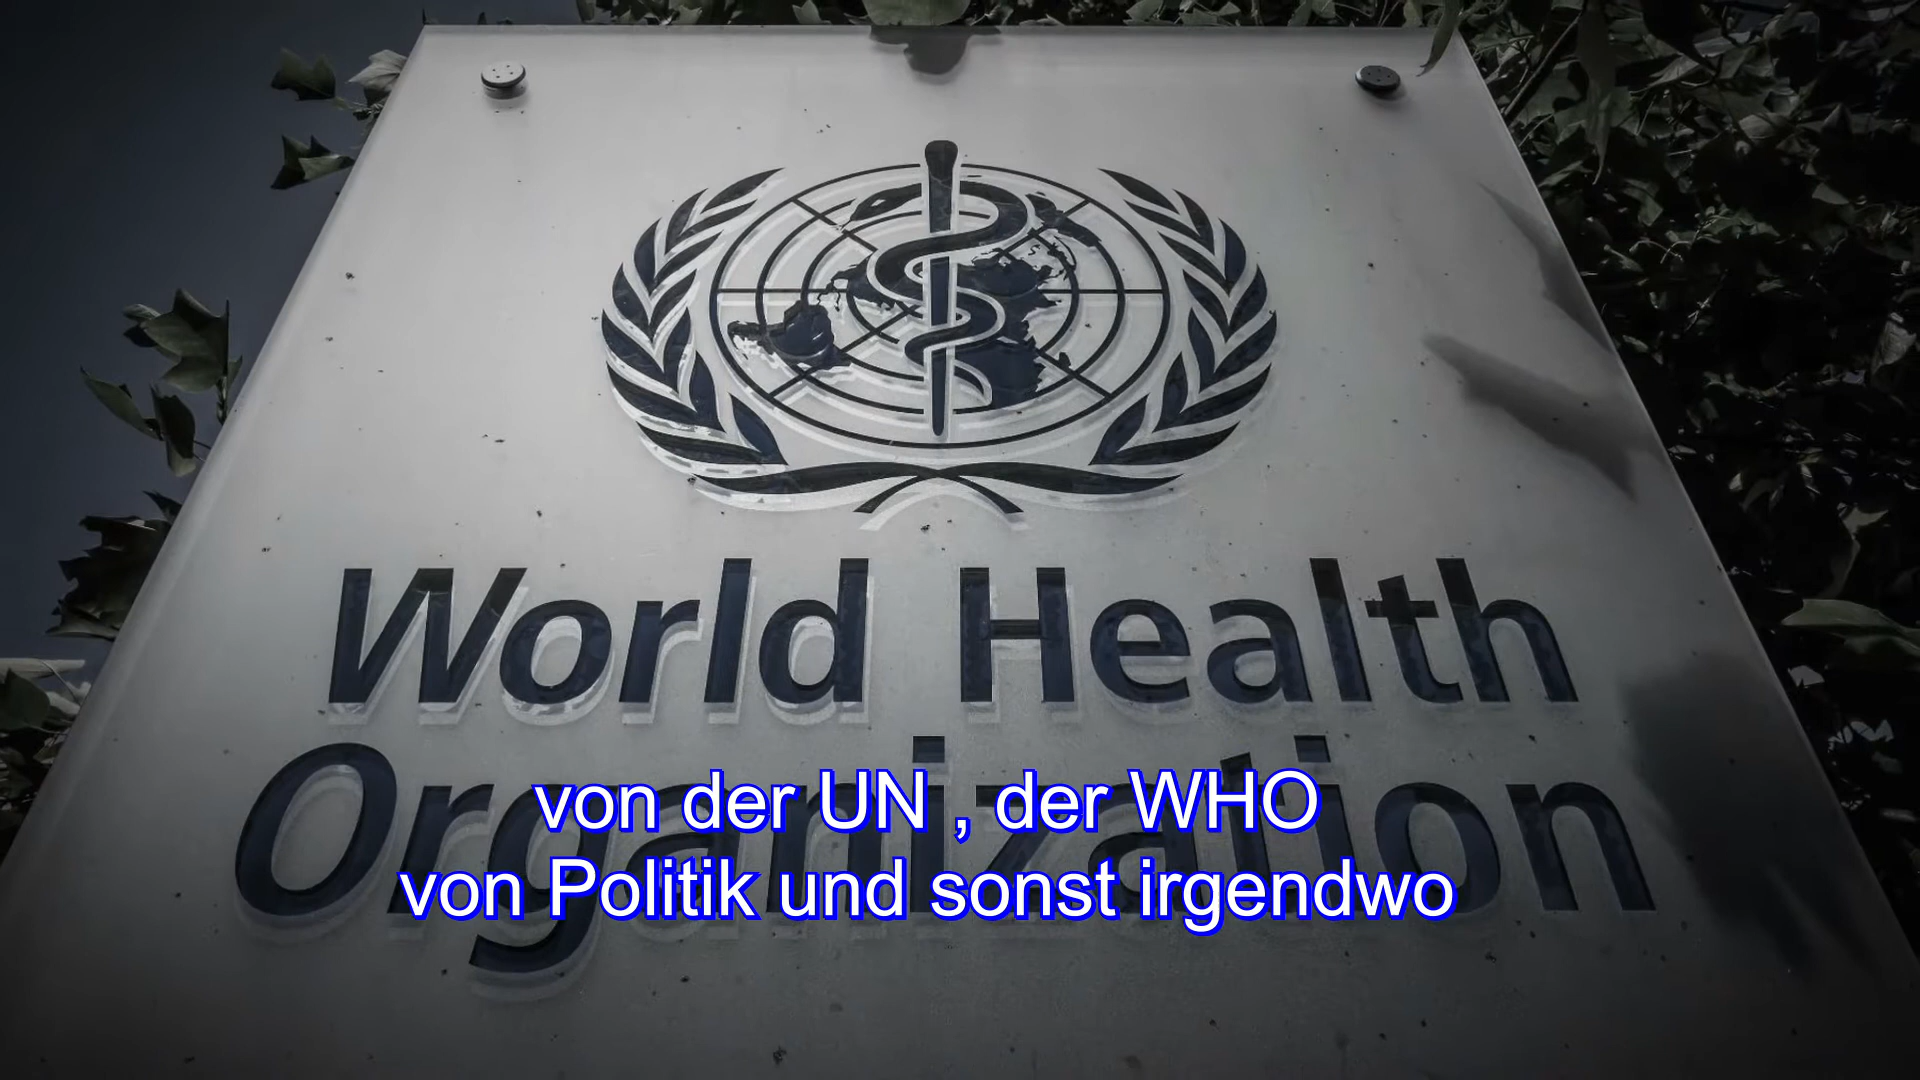 World Health
Organization
von der UN , der WHO
von Politik und sonst irgendwo